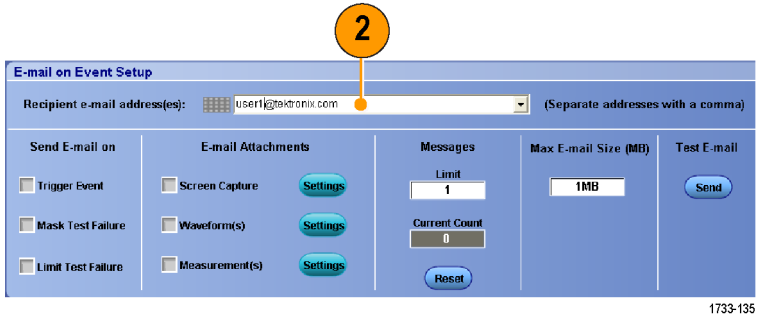 2
E-mail on Event Setup
Recipient e-mail address(es): user1@tektronix.com (Separate addresses with a comma)
Send E-mail on E-mail Attachments Messages Max E-mail Size (MB) Test E-mail
Limit
Trigger Event Screen Capture Settings 1 1MB Send
Mask Test Failure Waveform(s) Settings Current Count
0
Limit Test Failure Measurement(s) Settings
Reset
1733-135